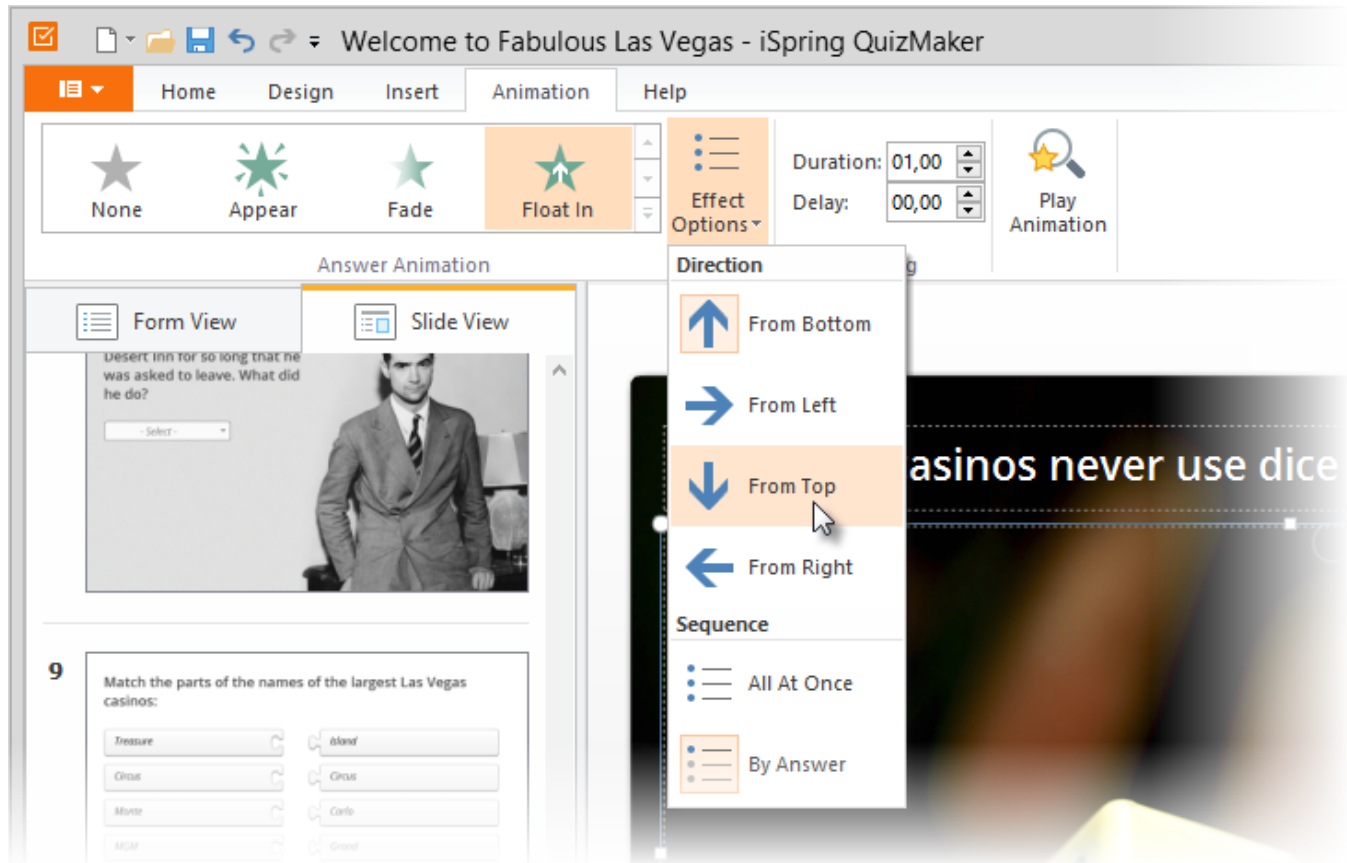 Welcome to Fabulous Las Vegas - iSpring QuizMaker
Home Design Insert Animation Help
None Appear Fade Float In
Effect
Options
Duration: 01,00
Delay: 00,00
Play
Animation
Answer Animation
Direction
From Bottom
From Left
From Top
From Right
Sequence
All At Once
By Answer
Form View Slide View
Desert Inn for so long that he
was asked to leave. What did
he do?
- Select -
asinos never use dice
9
Match the parts of the names of the largest Las Vegas
casinos:
Treasure Island
Circus Circus
Monte Carlo
MGM Grand